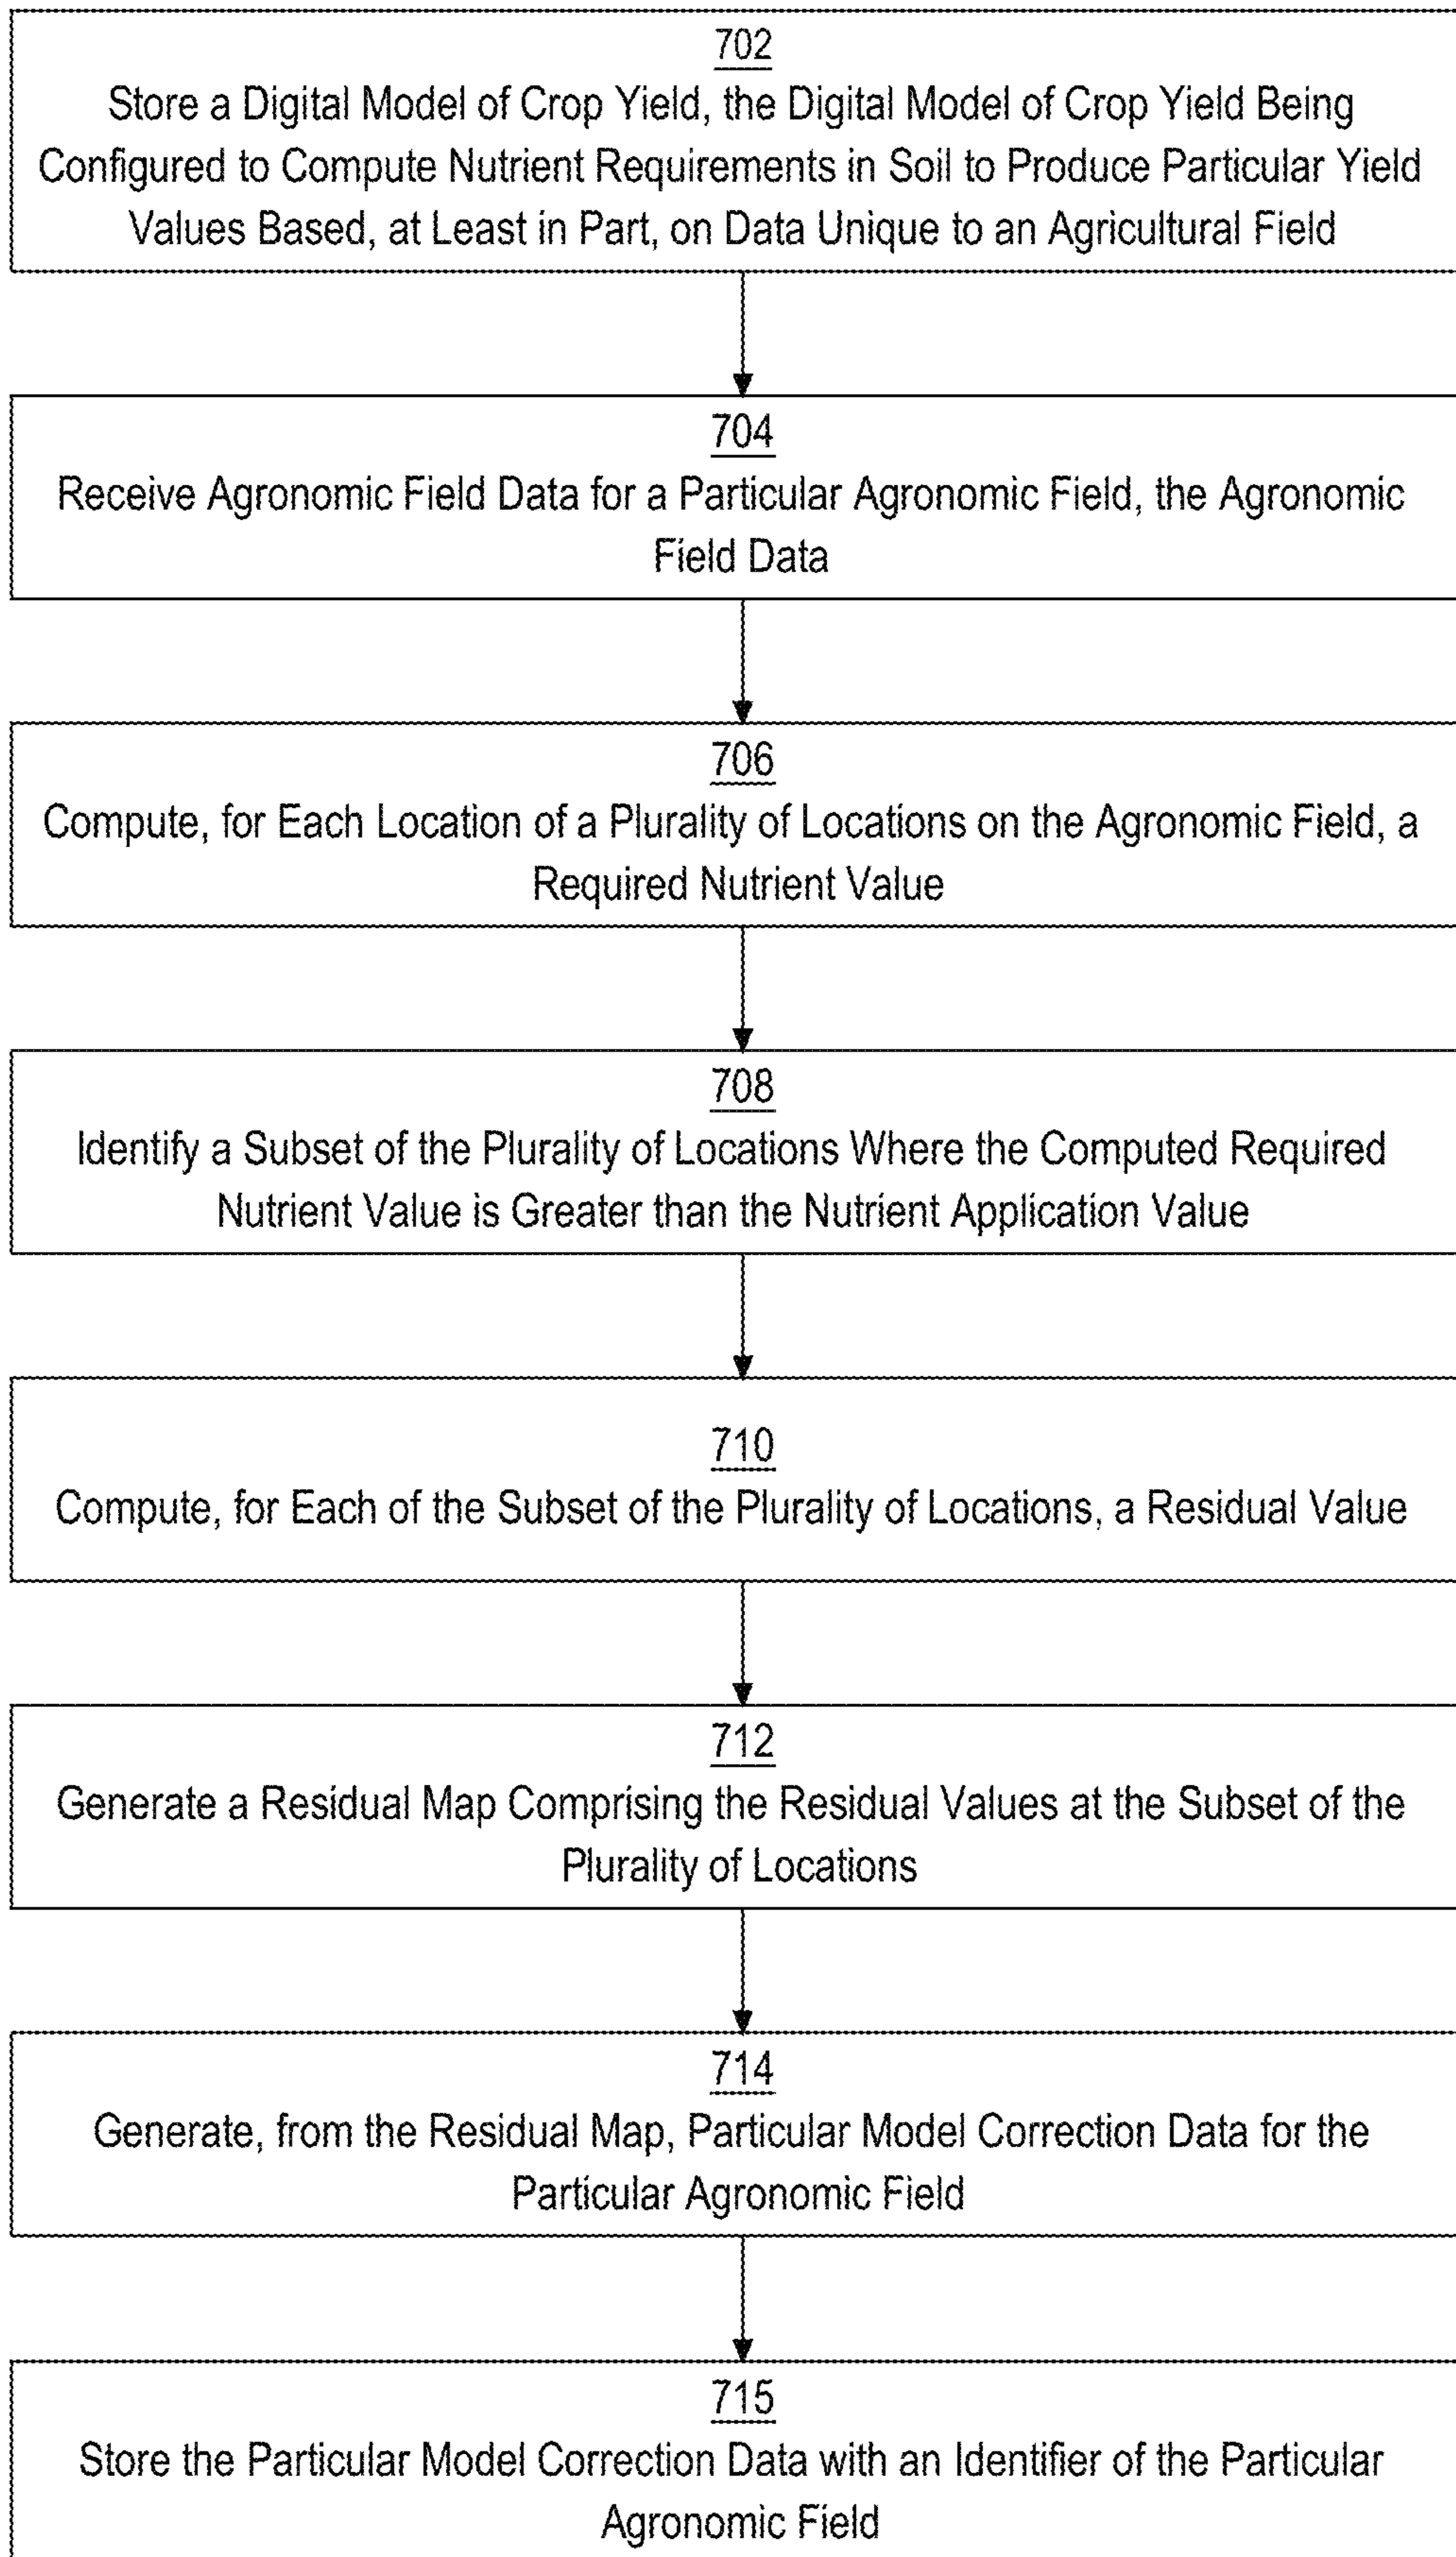 702
Store a Digital Model of Crop Yield, the Digital Model of Crop Yield Being
Configured to Compute Nutrient Requirements in Soil to Produce Particular Yield
Values Based, at Least in Part, on Data Unique to an Agricultural Field
704
Receive Agronomic Field Data for a Particular Agronomic Field, the Agronomic
Field Data
706
Compute, for Each Location of a Plurality of Locations on the Agronomic Field, a
Required Nutrient Value
708
Identify a Subset of the Plurality of Locations Where the Computed Required
Nutrient Value is Greater than the Nutrient Application Value
710
Compute, for Each of the Subset of the Plurality of Locations, a Residual Value
712
Generate a Residual Map Comprising the Residual Values at the Subset of the
Plurality of Locations
714
Generate, from the Residual Map, Particular Model Correction Data for the
Particular Agronomic Field
715
Store the Particular Model Correction Data with an Identifier of the Particular
Agronomic Field